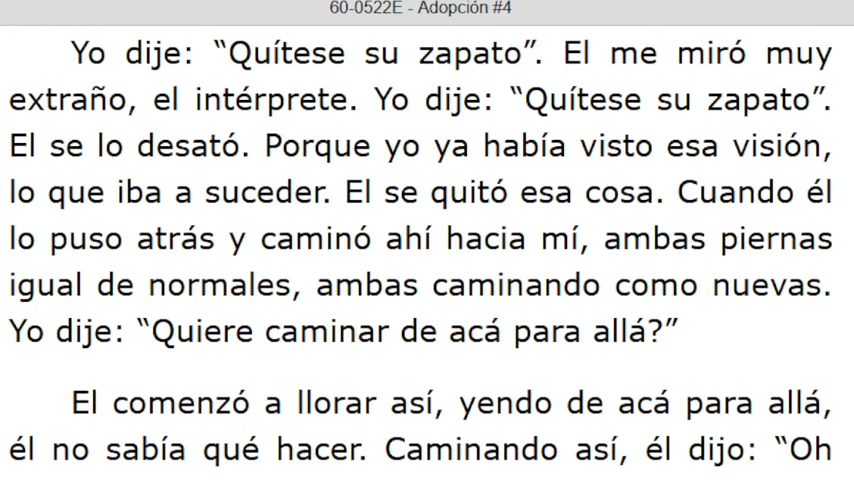 60-0522E - Adopción #4
Yo dije: “Quítese su zapato”. El me miró muy
extraño, el intérprete. Yo dije: “Quítese su zapato”.
El se lo desató. Porque yo ya había visto esa visión,
lo que iba a suceder. El se quitó esa cosa. Cuando él
lo puso atrás y caminó ahí hacia mí, ambas piernas
igual de normales, ambas caminando como nuevas.
Yo dije: “Quiere caminar de acá para allá?”
El comenzó a llorar así, yendo de acá para allá,
él no sabía qué hacer. Caminando así, él dijo: “Oh